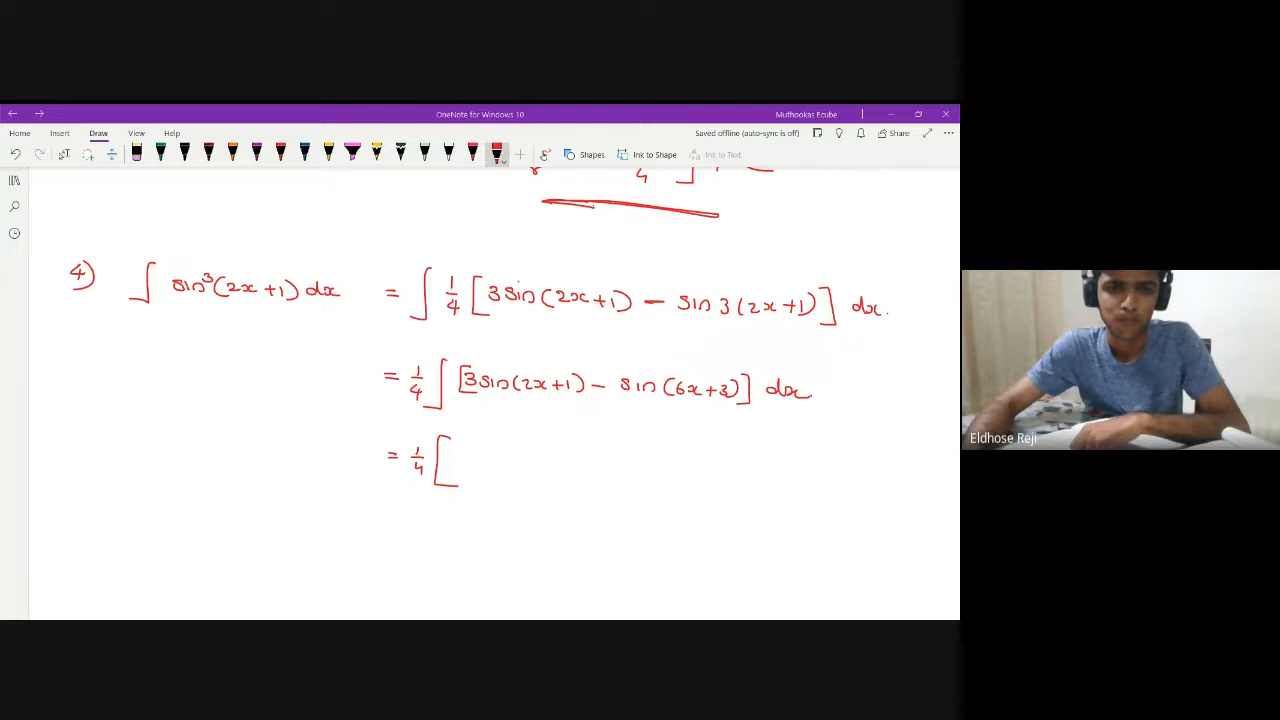 OneNote for Windows 10
Muthookas Ecube
Home Insert Draw View Help
Saved offline (auto-sync is off) Share
Shapes Ink to Shape Ink to Text
4) ∫ sin³(2x+1) dx = ∫ 1/4 [3sin(2x+1) - sin 3(2x+1)] dx.
= 1/4 ∫ [3sin(2x+1) - sin(6x+3)] dx.
= 1/4 [
Eldhose Reji